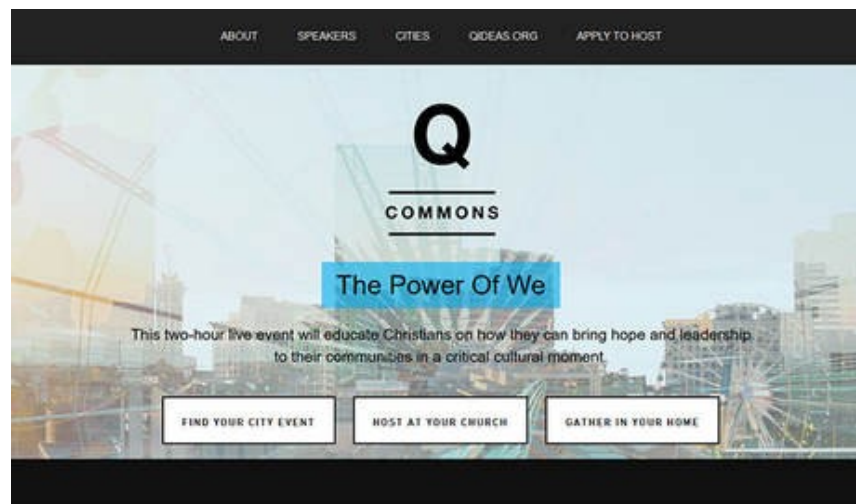 ABOUT SPEAKERS CITIES QIDEAS.ORG APPLY TO HOST
Q
COMMONS
The Power Of We
This two-hour live event will educate Christians on how they can bring hope and leadership
to their communities in a critical cultural moment.
FIND YOUR CITY EVENT HOST AT YOUR CHURCH GATHER IN YOUR HOME